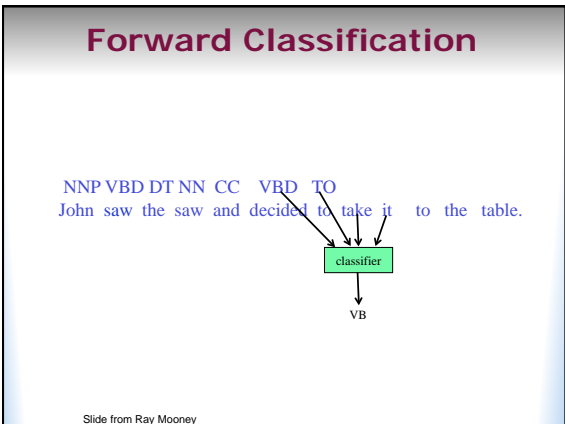 Forward Classification
NNP VBD DT NN CC VBD TO
John saw the saw and decided to take it to the table.
classifier
VB
Slide from Ray Mooney